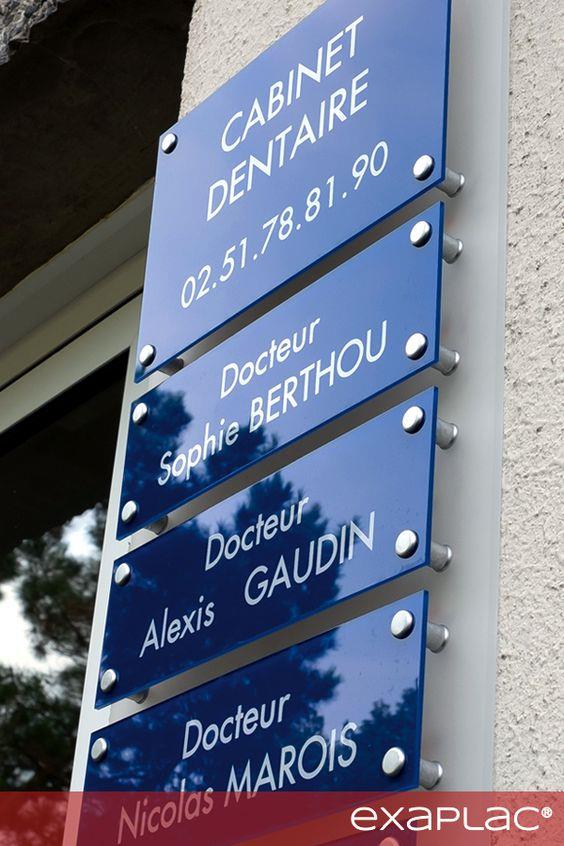 CABINET
DENTAIRE
02.51.78.81.90
Docteur
Sophie BERTHOU
Docteur
Alexis GAUDIN
Docteur
Nicolas MAROIS
exaplac®